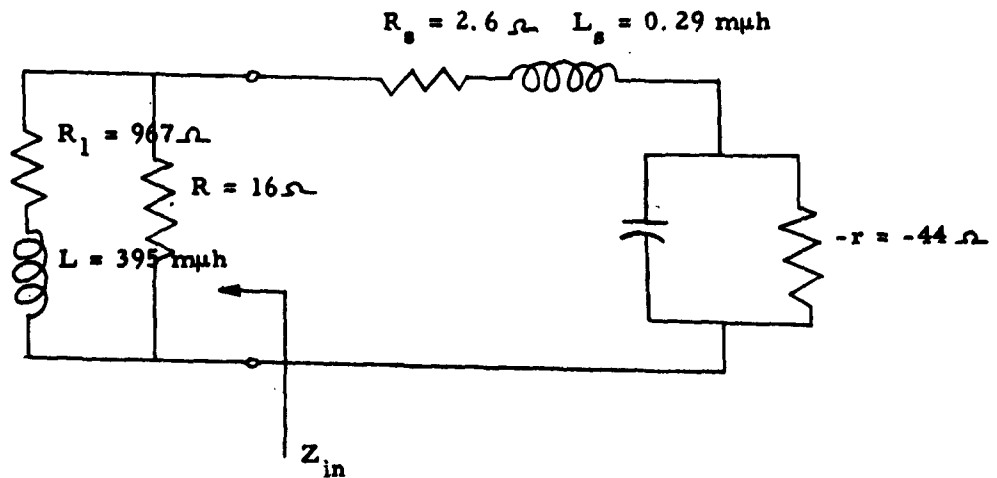 R_s = 2.6 Ω L_s = 0.29 mμh
R_1 = 967 Ω
R = 16 Ω
L = 395 mμh
-r = -44 Ω
Z_in